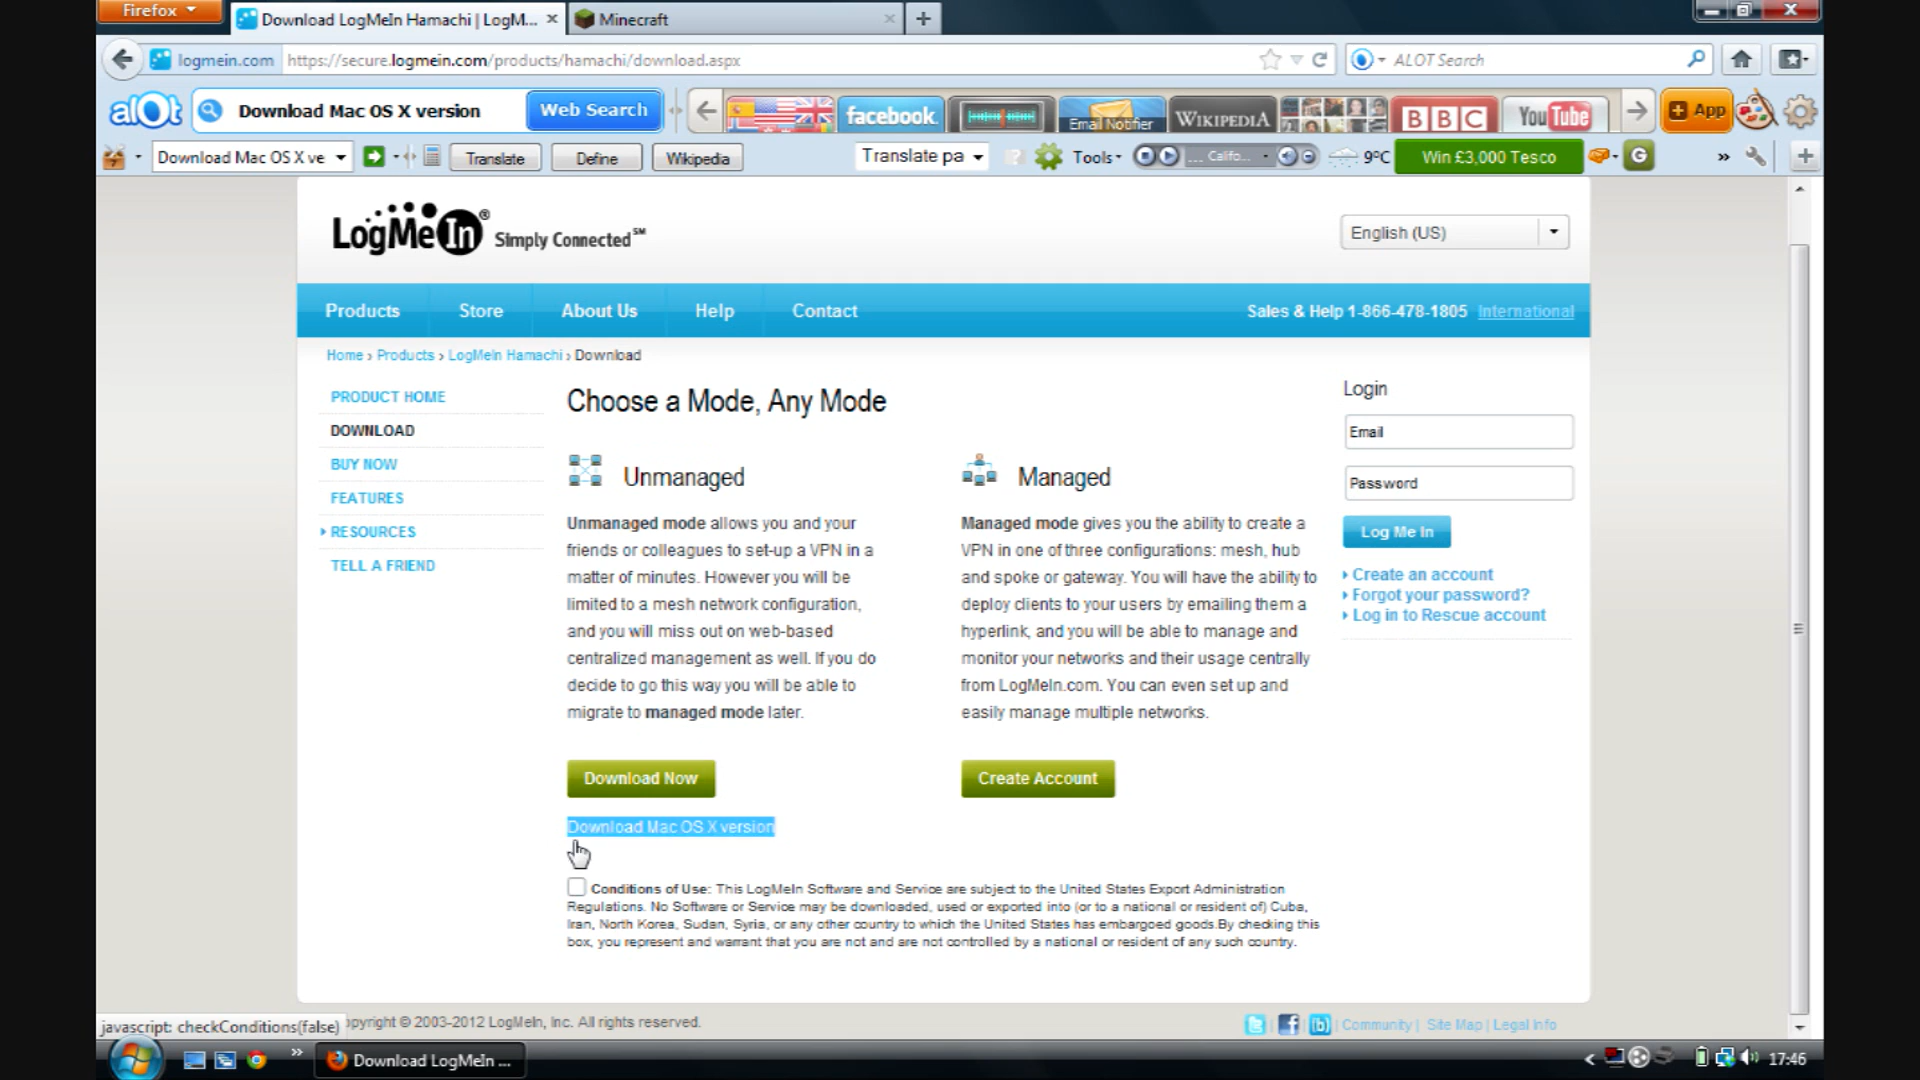 Firefox
Download LogMeIn Hamachi | LogM...
Minecraft
logmein.com
https://secure.logmein.com/products/hamachi/download.aspx
ALOT Search
alot
Download Mac OS X version
Web Search
facebook.
Email Notifier
WIKIPEDIA
BBC
YouTube
App
Download Mac OS X ve
Translate
Define
Wikipedia
Translate pa
Tools
.... Califo...
9°C
Win £3,000 Tesco
G
»
LogMeIn® Simply Connected℠
English (US)
Products
Store
About Us
Help
Contact
Sales & Help 1-866-478-1805 International
Home › Products › LogMeIn Hamachi › Download
PRODUCT HOME
DOWNLOAD
BUY NOW
FEATURES
RESOURCES
TELL A FRIEND
Choose a Mode, Any Mode
Unmanaged
Unmanaged mode allows you and your
friends or colleagues to set-up a VPN in a
matter of minutes. However you will be
limited to a mesh network configuration,
and you will miss out on web-based
centralized management as well. If you do
decide to go this way you will be able to
migrate to managed mode later.
Download Now
Download Mac OS X version
Managed
Managed mode gives you the ability to create a
VPN in one of three configurations: mesh, hub
and spoke or gateway. You will have the ability to
deploy clients to your users by emailing them a
hyperlink, and you will be able to manage and
monitor your networks and their usage centrally
from LogMeIn.com. You can even set up and
easily manage multiple networks.
Create Account
Login
Email
Password
Log Me In
Create an account
Forgot your password?
Log in to Rescue account
Conditions of Use: This LogMeIn Software and Service are subject to the United States Export Administration
Regulations. No Software or Service may be downloaded, used or exported into (or to a national or resident of) Cuba,
Iran, North Korea, Sudan, Syria, or any other country to which the United States has embargoed goods.By checking this
box, you represent and warrant that you are not and are not controlled by a national or resident of any such country.
javascript: checkConditions(false)
opyright © 2003-2012 LogMeIn, Inc. All rights reserved.
Community | Site Map | Legal Info
Download LogMeIn ...
17:46